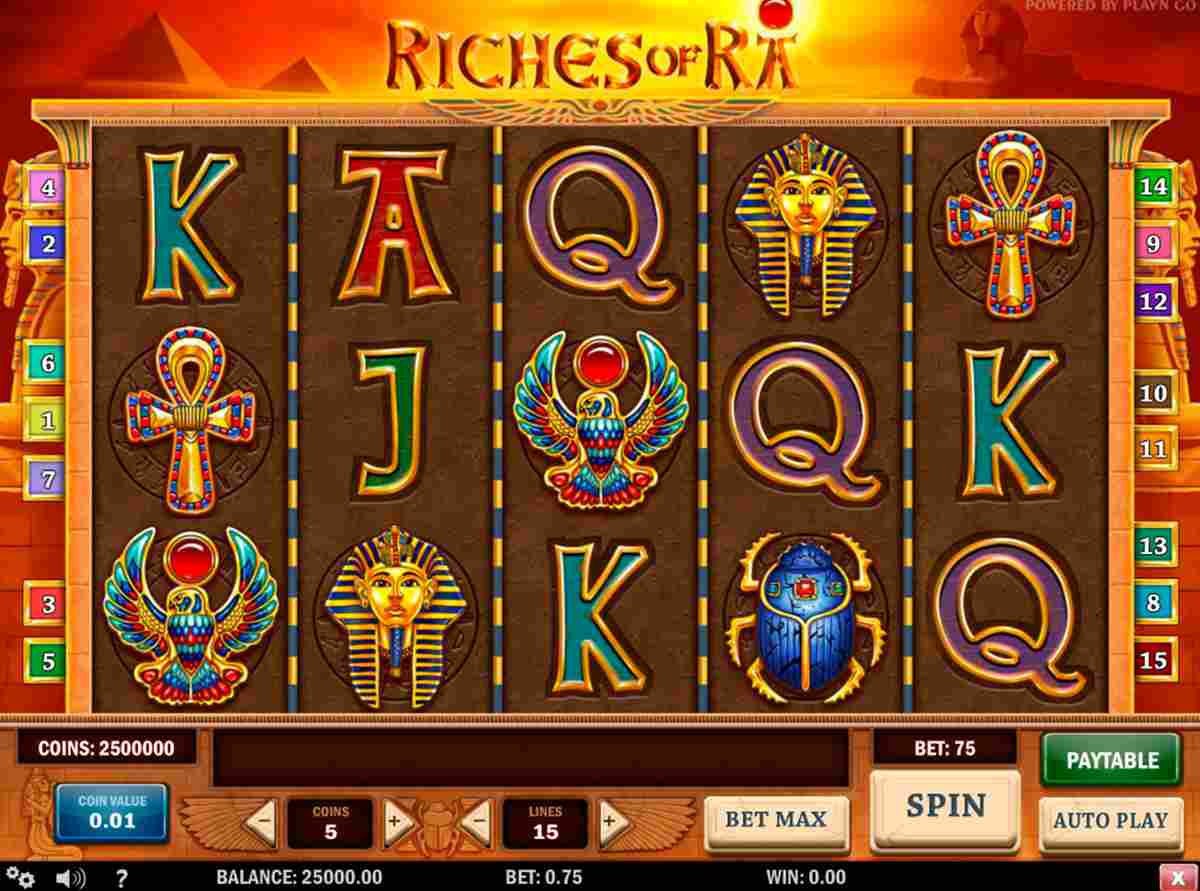 POWERED BY PLAY'N GO
RICHES OF RA
K A Q
4
14
2
9
12
6
J Q K
10
1
11
7
13
K Q
3
8
5
15
COINS: 2500000
BET: 75
PAYTABLE
COIN VALUE
0.01
−
COINS
5
+
−
LINES
15
+
BET MAX
SPIN
AUTO PLAY
?
BALANCE: 25000.00
BET: 0.75
WIN: 0.00
X